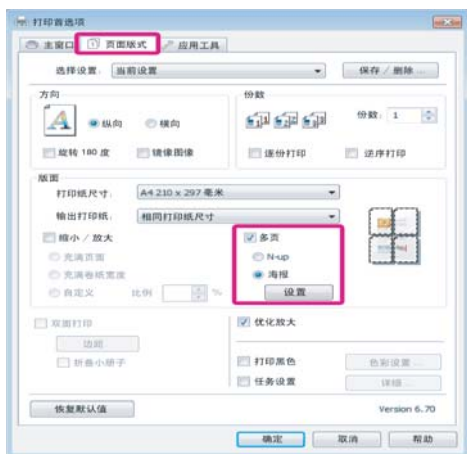 打印首选项
主窗口 页面版式 应用工具
选择设置: 当前设置 保存 / 删除 ...
方向 份数
纵向 横向 份数: 1
旋转 180 度 镜像图像 逐份打印 逆序打印
版面
打印纸尺寸: A4 210 x 297 毫米
输出打印纸: 相同打印纸尺寸
缩小 / 放大 多页
充满页面 N-up
充满卷纸宽度 海报
自定义 比例 % 设置
双面打印 优化放大
边距
折叠小册子 打印黑色 色彩设置 ...
任务设置 详细 ...
恢复默认值 Version 6.70
确定 取消 帮助